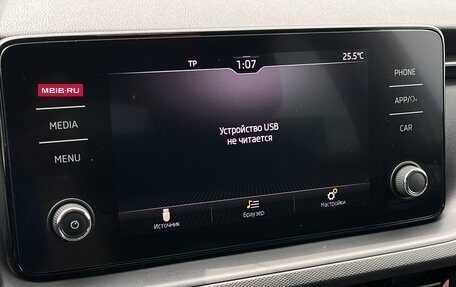 TP
1:07
25.5°C
PHONE
MBIB·RU
APP/
MEDIA
Устройство USB
не читается
CAR
MENU
Источник
Браузер
Настройки